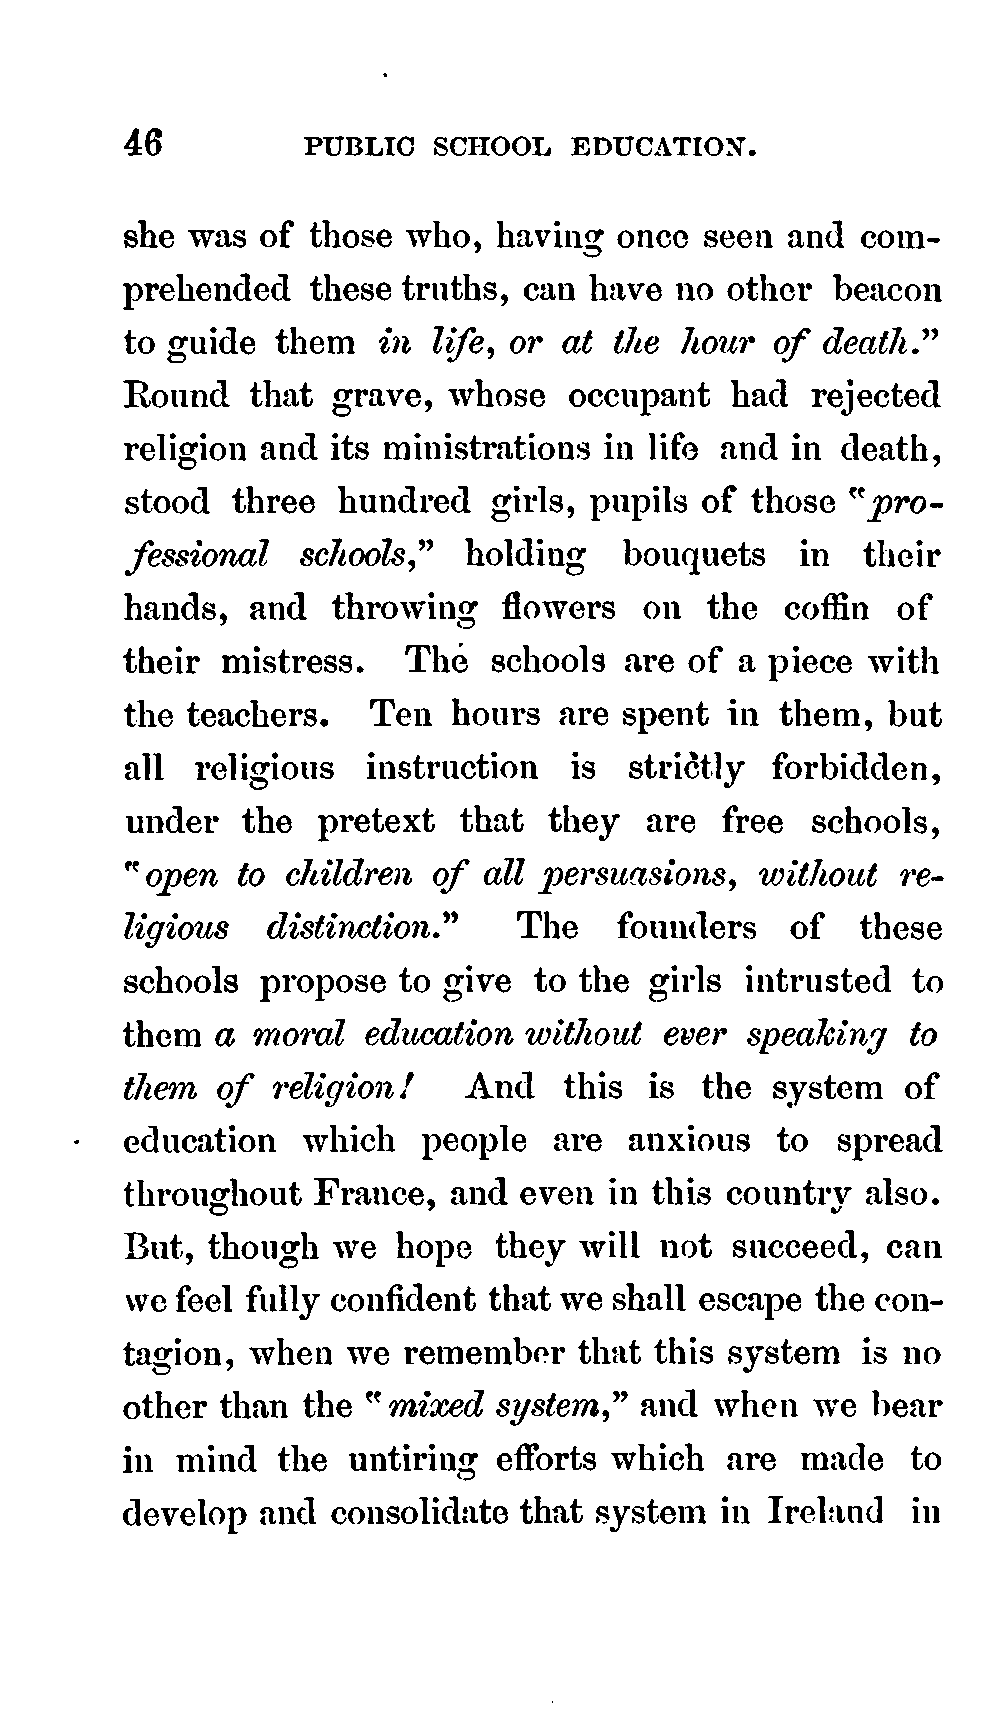 46 PUBLIC SCHOOL EDUCATION.
she was of those who, having once seen and com-
prehended these truths, can have no other beacon
to guide them in life, or at the hour of death.”
Round that grave, whose occupant had rejected
religion and its ministrations in life and in death,
stood three hundred girls, pupils of those “pro-
fessional schools,” holding bouquets in their
hands, and throwing flowers on the coffin of
their mistress. The schools are of a piece with
the teachers. Ten hours are spent in them, but
all religious instruction is strictly forbidden,
under the pretext that they are free schools,
“open to children of all persuasions, without re-
ligious distinction.” The founders of these
schools propose to give to the girls intrusted to
them a moral education without ever speaking to
them of religion! And this is the system of
education which people are anxious to spread
throughout France, and even in this country also.
But, though we hope they will not succeed, can
we feel fully confident that we shall escape the con-
tagion, when we remember that this system is no
other than the “mixed system,” and when we bear
in mind the untiring efforts which are made to
develop and consolidate that system in Ireland in